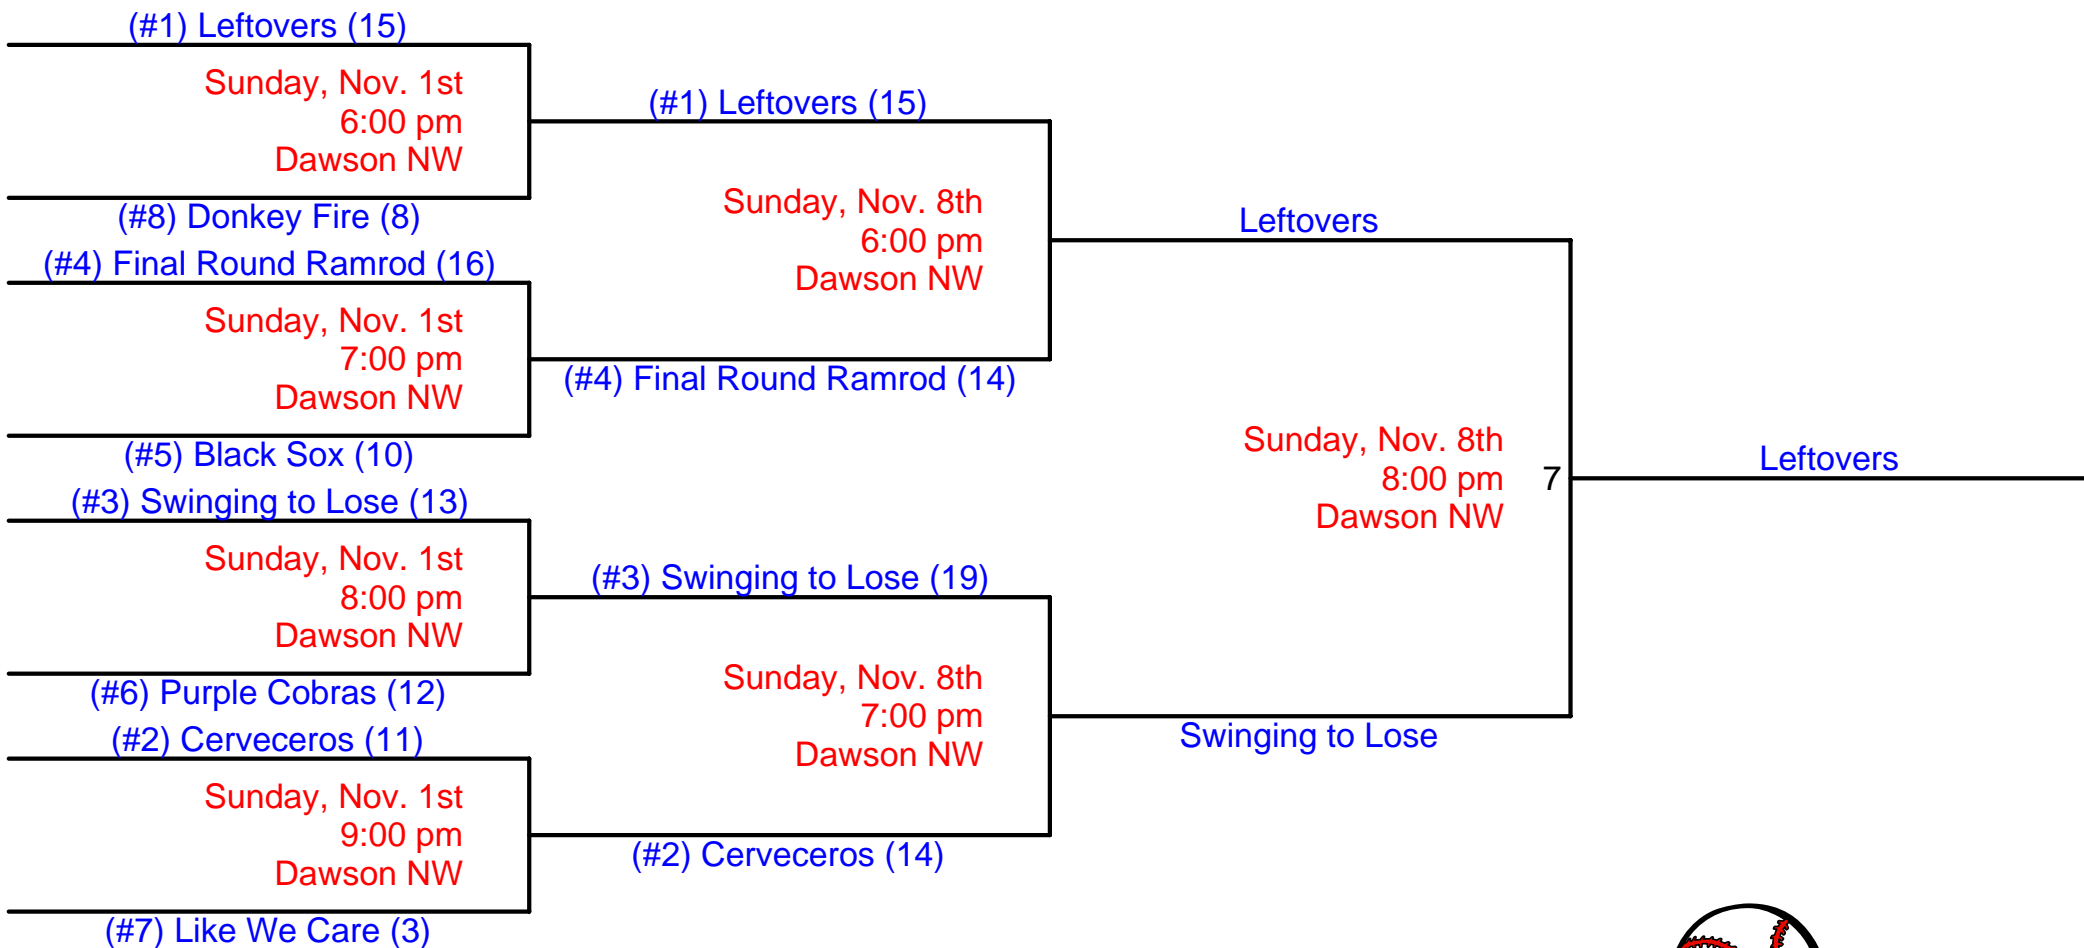 (#1) Leftovers (15)
Sunday, Nov. 1st
6:00 pm
Dawson NW
(#8) Donkey Fire (8)
(#4) Final Round Ramrod (16)
Sunday, Nov. 1st
7:00 pm
Dawson NW
(#5) Black Sox (10)
(#3) Swinging to Lose (13)
Sunday, Nov. 1st
8:00 pm
Dawson NW
(#6) Purple Cobras (12)
(#2) Cerveceros (11)
Sunday, Nov. 1st
9:00 pm
Dawson NW
(#7) Like We Care (3)
(#1) Leftovers (15)
Sunday, Nov. 8th
6:00 pm
Dawson NW
(#4) Final Round Ramrod (14)
(#3) Swinging to Lose (19)
Sunday, Nov. 8th
7:00 pm
Dawson NW
(#2) Cerveceros (14)
Leftovers
Sunday, Nov. 8th
8:00 pm 7
Dawson NW
Swinging to Lose
Leftovers